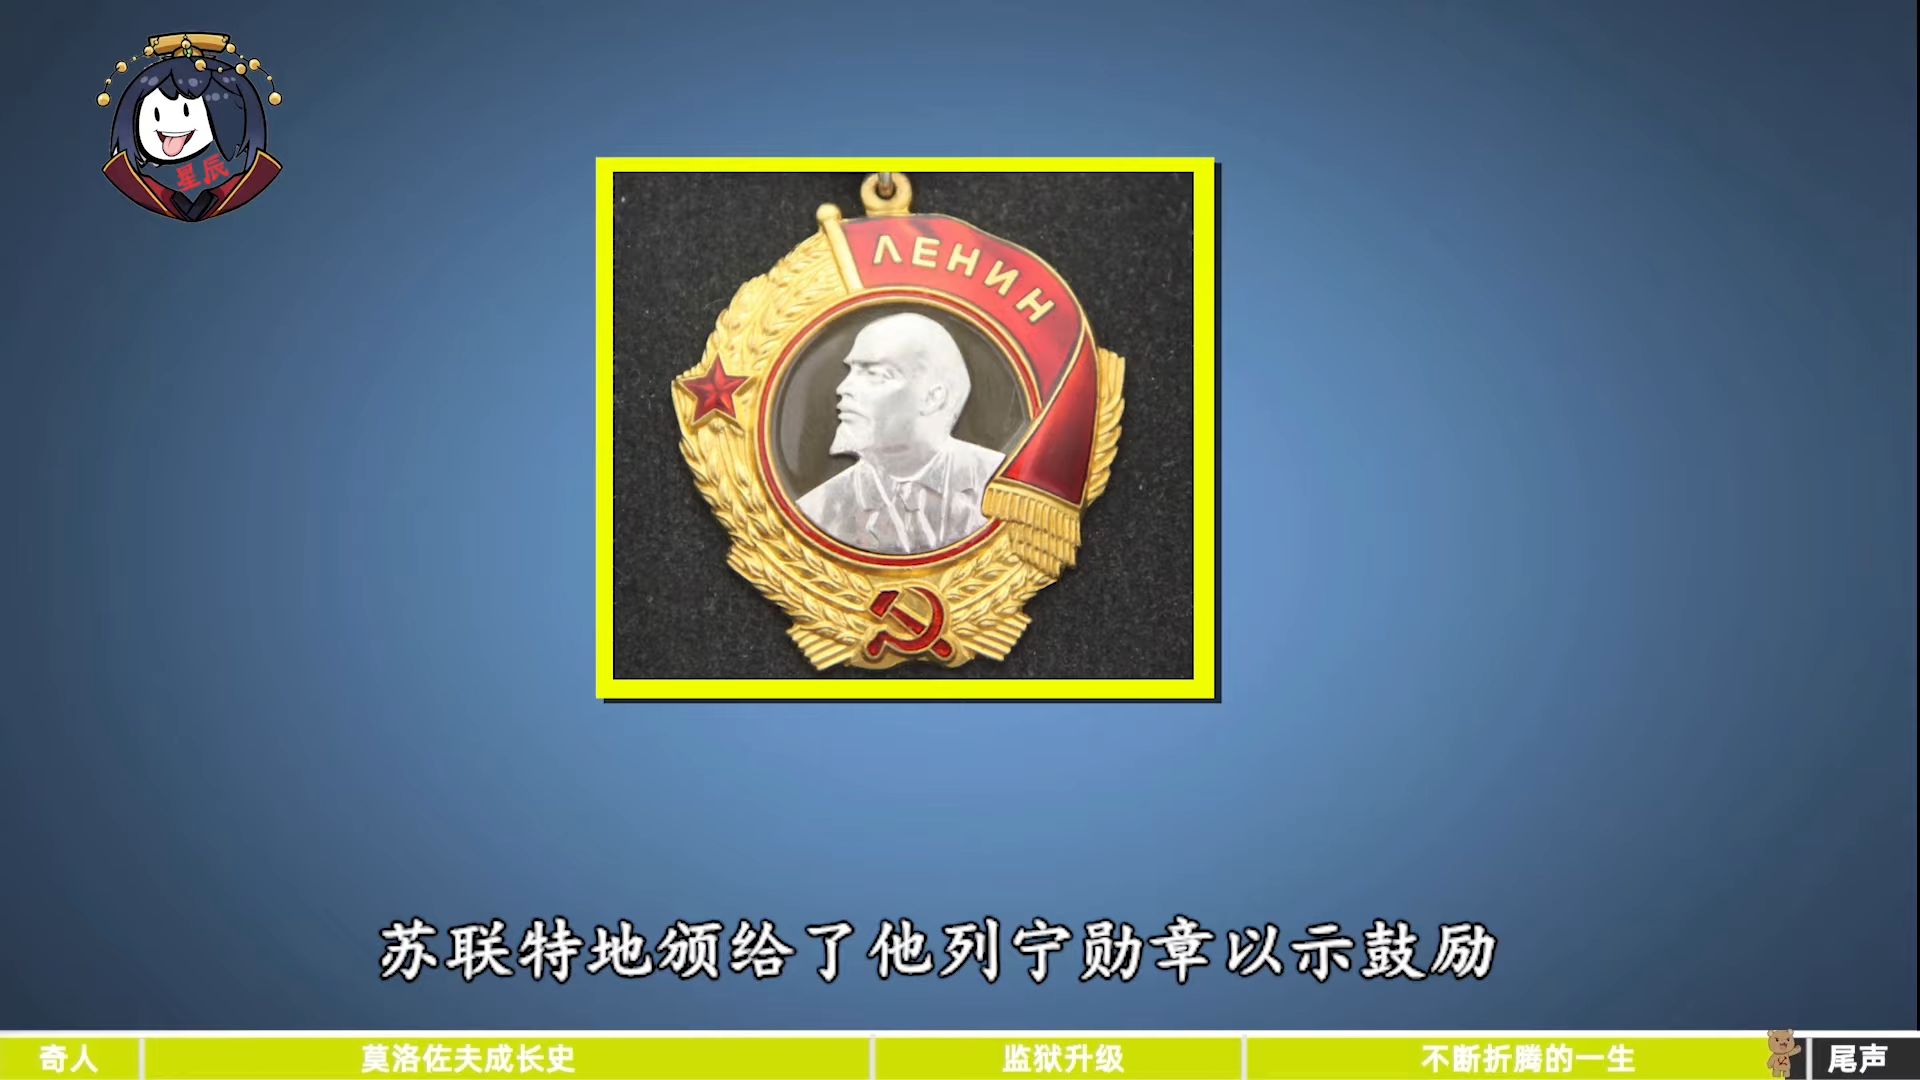 星辰
ЛЕНИН
苏联特地颁给了他列宁勋章以示鼓励
奇人
莫洛佐夫成长史
监狱升级
不断折腾的一生
尾声